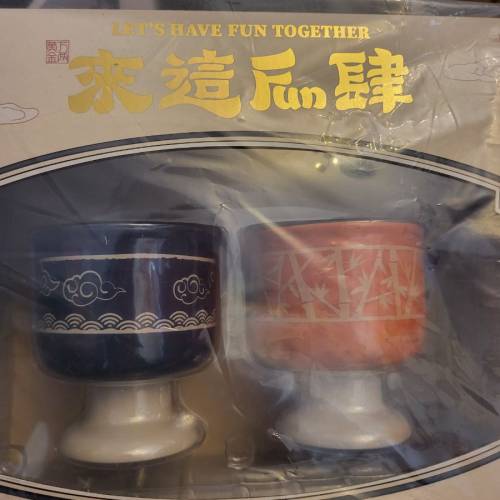 LET'S HAVE FUN TOGETHER
來這Fun肆